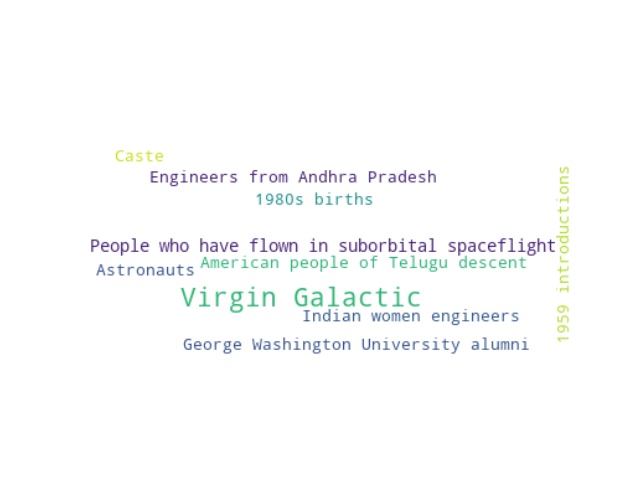 Caste
Engineers from Andhra Pradesh
1980s births
People who have flown in suborbital spaceflight
American people of Telugu descent
Astronauts
Virgin Galactic
Indian women engineers
George Washington University alumni
1959 introductions